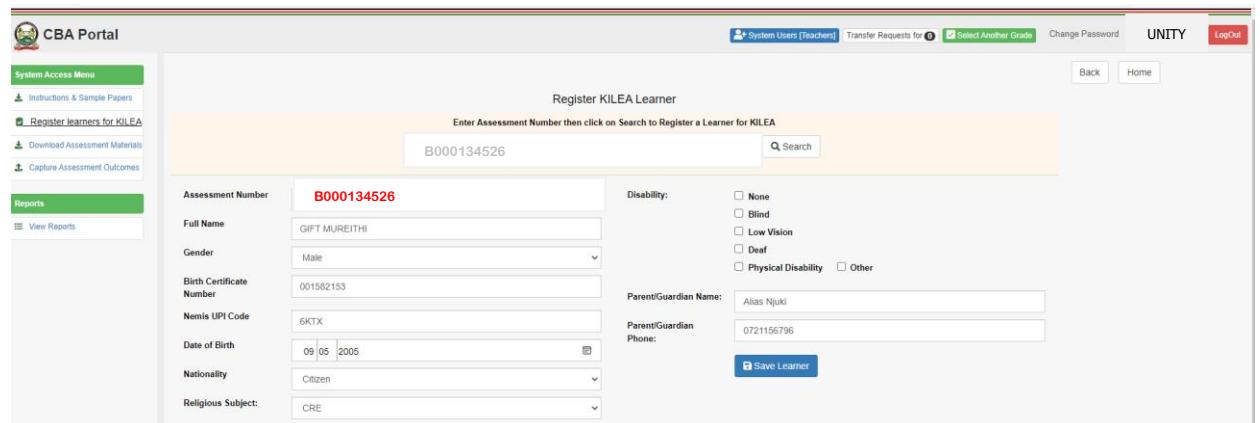 CBA Portal
System Users [Teachers]
Transfer Requests for 0
Select Another Grade
Change Password
UNITY
LogOut
System Access Menu
Instructions & Sample Papers
Register learners for KILEA
Download Assessment Materials
Capture Assessment Outcomes
Reports
View Reports
Back
Home
Register KILEA Learner
Enter Assessment Number then click on Search to Register a Learner for KILEA
B000134526
Search
Assessment Number
B000134526
Full Name
GIFT MUREITHI
Gender
Male
Birth Certificate
Number
001582153
Nemis UPI Code
6KTX
Date of Birth
09 05 2005
Nationality
Citizen
Religious Subject:
CRE
Disability:
None
Blind
Low Vision
Deaf
Physical Disability
Other
Parent/Guardian Name:
Alias Njuki
Parent/Guardian
Phone:
0721156796
Save Learner